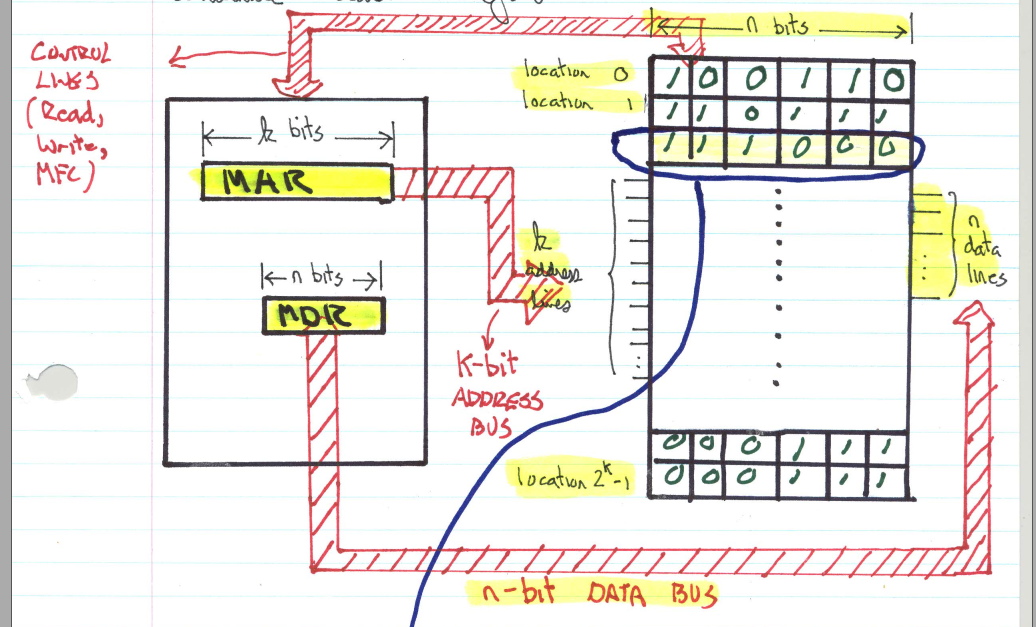 n bits
CONTROL
LINES
(Read,
Write,
MFC)
location 0
1 0 0 1 1 0
location 1
1 1 0 1 1 1
k bits
1 1 1 0 0 0
MAR
n
data
lines
k
address
lines
n bits
MDR
K-bit
ADDRESS
BUS
0 0 0 1 1 1
location 2^k-1
0 0 0 1 1 1
n-bit DATA BUS